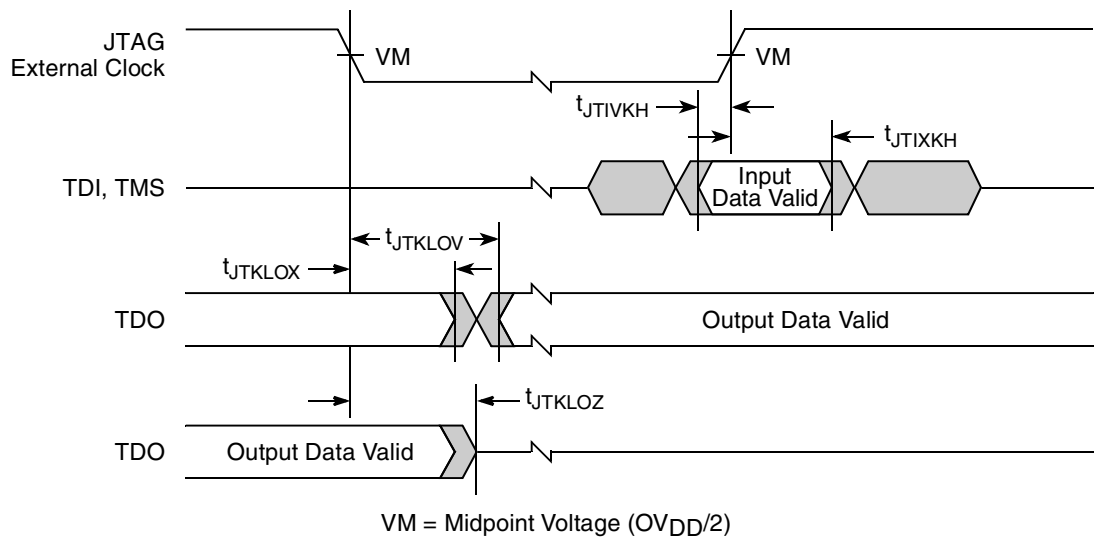 JTAG
External Clock
VM
VM
tJTIVKH
tJTIXKH
TDI, TMS
Input
Data Valid
tJTKLOV
tJTKLOX
TDO
Output Data Valid
tJTKLOZ
TDO
Output Data Valid
VM = Midpoint Voltage (OVDD/2)